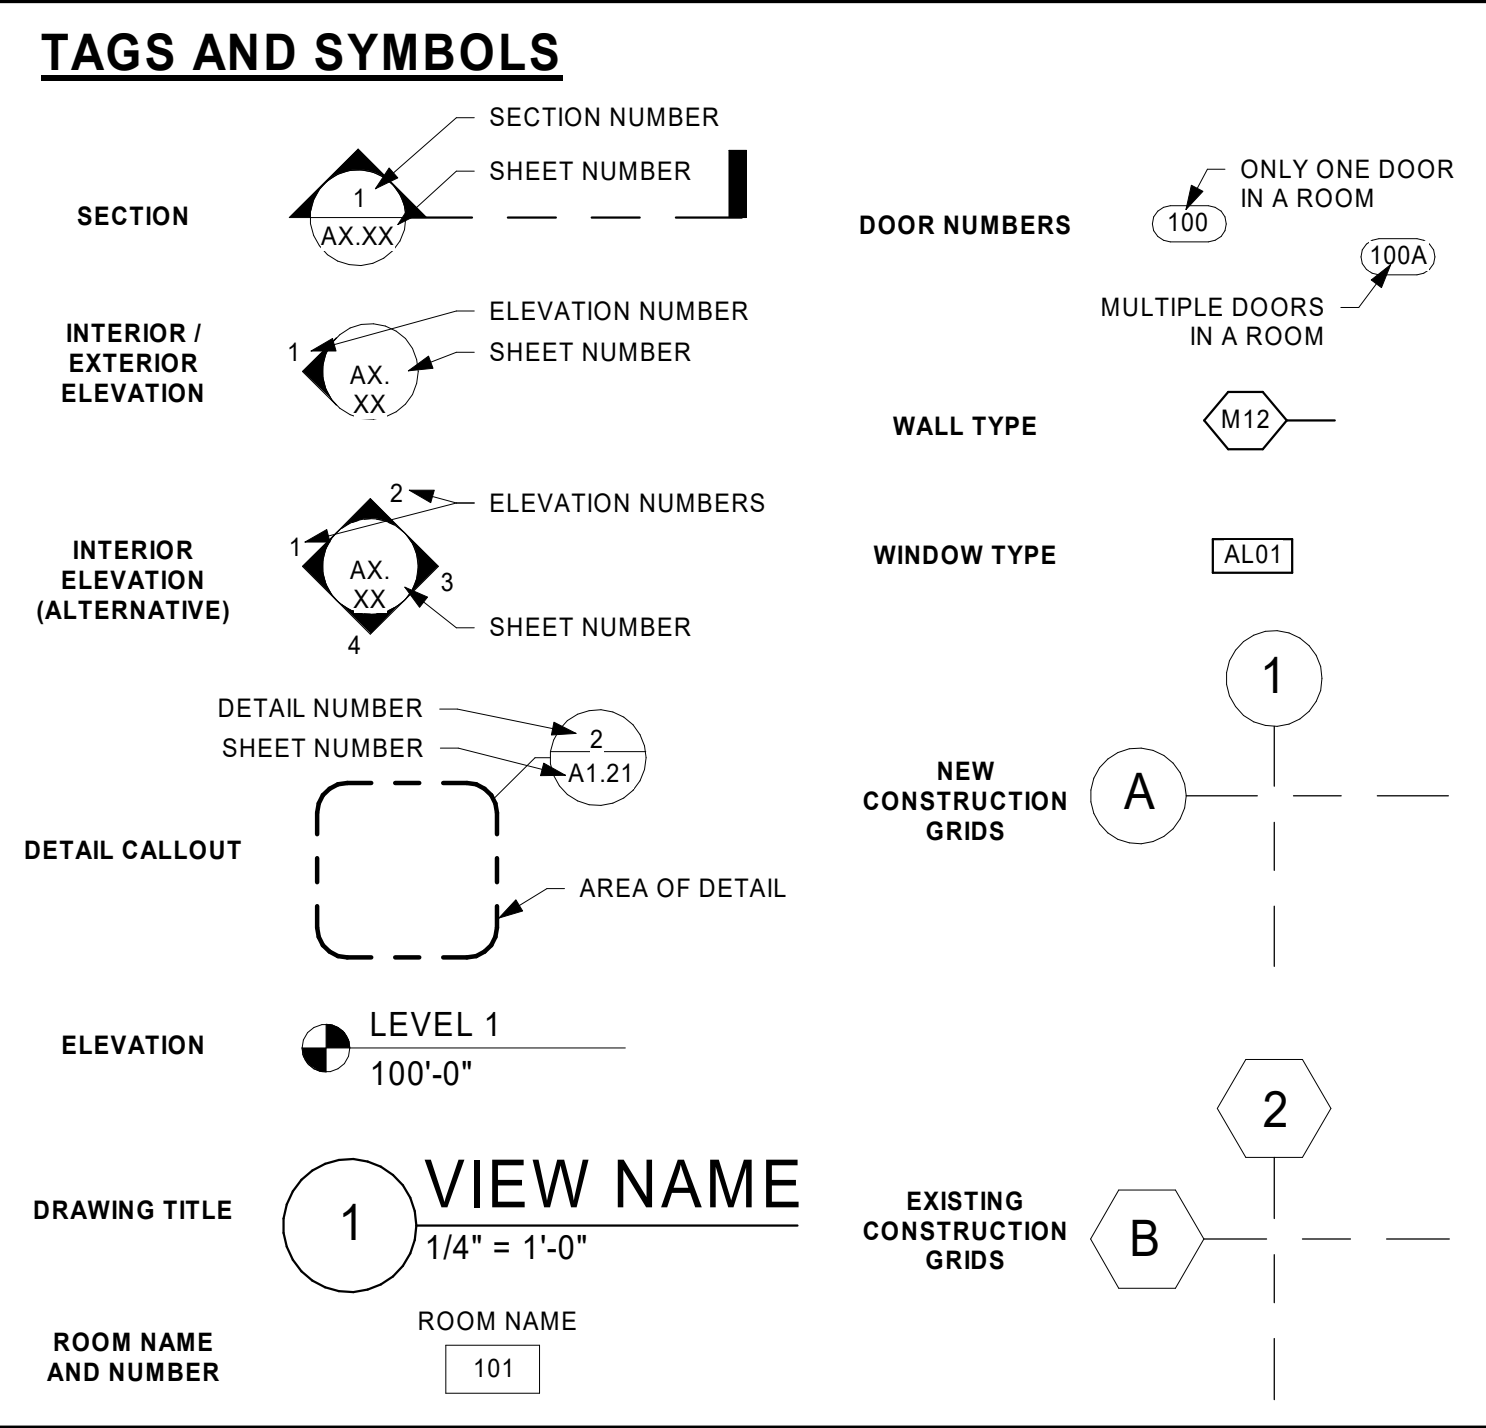 TAGS AND SYMBOLS
SECTION
1
AX.XX
SECTION NUMBER
SHEET NUMBER
INTERIOR /
EXTERIOR
ELEVATION
1
AX.
XX
ELEVATION NUMBER
SHEET NUMBER
INTERIOR
ELEVATION
(ALTERNATIVE)
1
2
3
4
AX.
XX
ELEVATION NUMBERS
SHEET NUMBER
DETAIL CALLOUT
DETAIL NUMBER
SHEET NUMBER
2
A1.21
AREA OF DETAIL
ELEVATION
LEVEL 1
100'-0"
DRAWING TITLE
1
VIEW NAME
1/4" = 1'-0"
ROOM NAME
AND NUMBER
ROOM NAME
101
DOOR NUMBERS
100
ONLY ONE DOOR
IN A ROOM
100A
MULTIPLE DOORS
IN A ROOM
WALL TYPE
M12
WINDOW TYPE
AL01
NEW
CONSTRUCTION
GRIDS
1
A
EXISTING
CONSTRUCTION
GRIDS
2
B